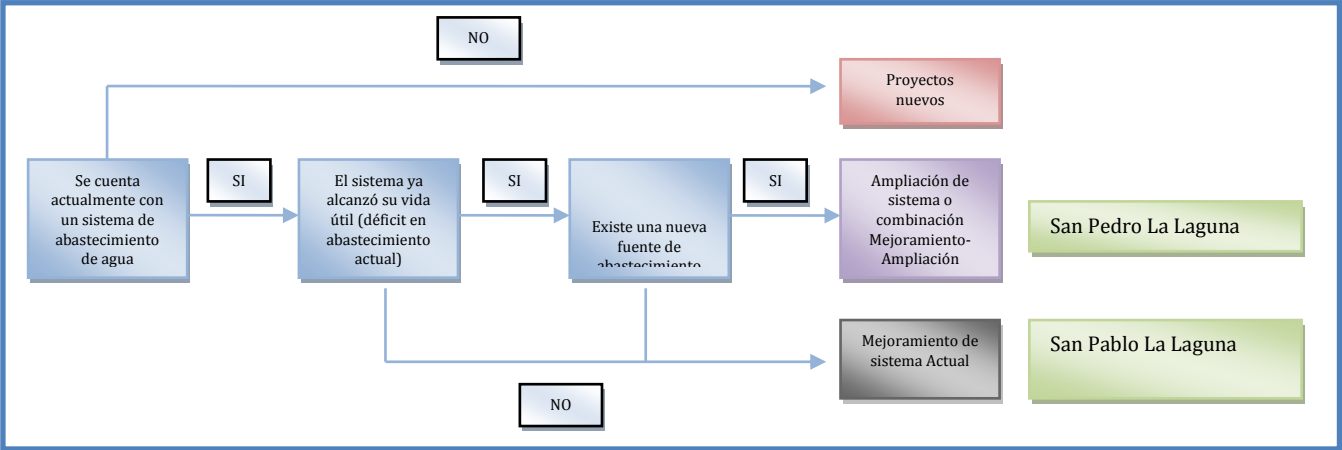 NO
Proyectos
nuevos
Se cuenta
actualmente con
un sistema de
abastecimiento
de agua
SI
El sistema ya
alcanzó su vida
útil (déficit en
abastecimiento
actual)
SI
Existe una nueva
fuente de
abastecimiento
SI
Ampliación de
sistema o
combinación
Mejoramiento-
Ampliación
San Pedro La Laguna
Mejoramiento de
sistema Actual
San Pablo La Laguna
NO